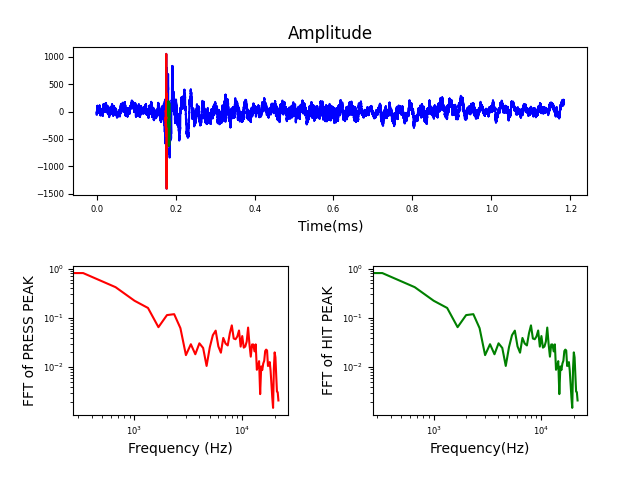 Amplitude
1000
500
0
−500
−1000
−1500
0.0 0.2 0.4 0.6 0.8 1.0 1.2
Time(ms)
FFT of PRESS PEAK
10⁰
10⁻¹
10⁻²
10³ 10⁴
Frequency (Hz)
FFT of HIT PEAK
10⁰
10⁻¹
10⁻²
10³ 10⁴
Frequency(Hz)